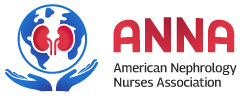 ANNA
American Nephrology
Nurses Association